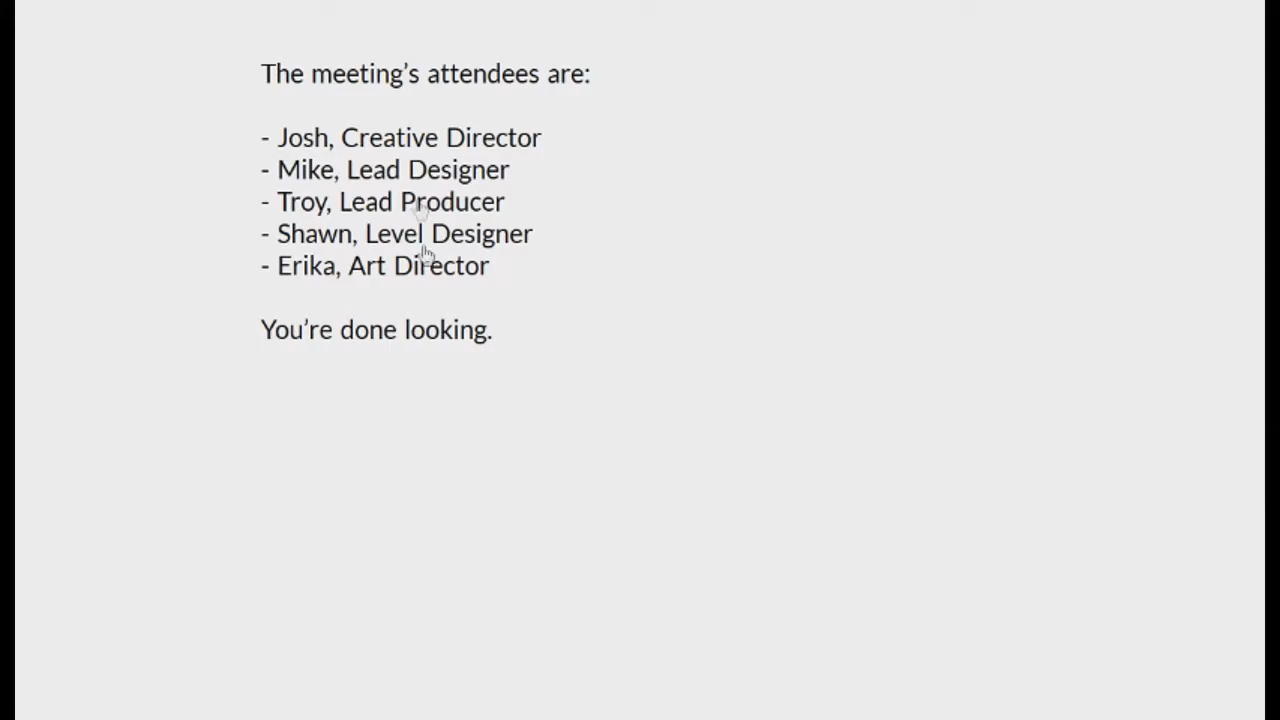 The meeting’s attendees are:
- Josh, Creative Director
- Mike, Lead Designer
- Troy, Lead Producer
- Shawn, Level Designer
- Erika, Art Director
You’re done looking.